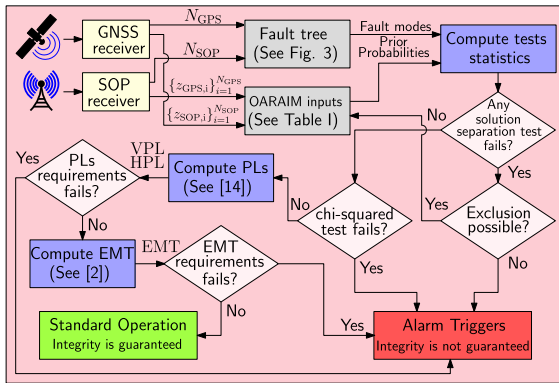 GNSS
receiver
N_GPS
Fault tree
(See Fig. 3)
Fault modes
Prior
Probabilities
Compute tests
statistics
N_SOP
SOP
receiver
{z_GPS,i}_{i=1}^{N_GPS}
{z_SOP,i}_{i=1}^{N_SOP}
OARAIM inputs
(See Table I)
Any
solution
separation test
fails?
No
Yes
Yes
PLs
requirements
fails?
VPL
HPL
Compute PLs
(See [14])
No
chi-squared
test fails?
Yes
Exclusion
possible?
No
Compute EMT
(See [2])
EMT
EMT
requirements
fails?
Yes
No
No
Standard Operation
Integrity is guaranteed
Yes
Alarm Triggers
Integrity is not guaranteed